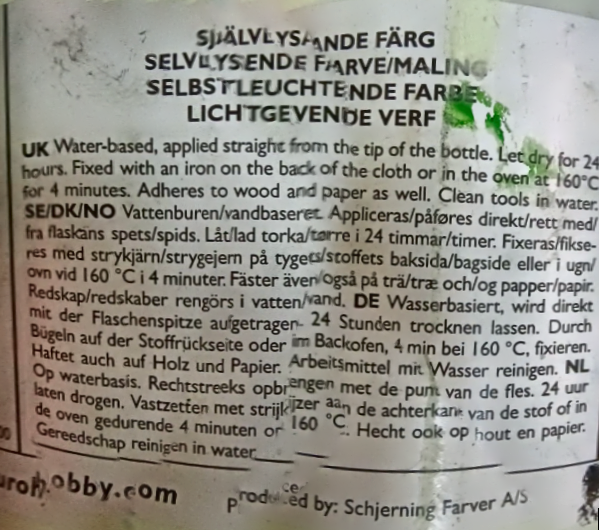 SJÄLVLYSANDE FÄRG
SELVLYSENDE FARVE/MALING
SELBSTLEUCHTENDE FARBE
LICHTGEVENDE VERF
UK Water-based, applied straight from the tip of the bottle. Let dry for 24
hours. Fixed with an iron on the back of the cloth or in the oven at 160°C
for 4 minutes. Adheres to wood and paper as well. Clean tools in water.
SE/DK/NO Vattenburen/vandbaseret. Appliceras/påføres direkt/rett med/
fra flaskans spets/spids. Låt/lad torka/tørre i 24 timmar/timer. Fixeras/fikse-
res med strykjärn/strygejern på tygets/stoffets baksida/bagside eller i ugn/
ovn vid 160 °C i 4 minuter. Fäster även/også på trä/træ och/og papper/papir.
Redskap/redskaber rengörs i vatten/vand. DE Wasserbasiert, wird direkt
mit der Flaschenspitze aufgetragen. 24 Stunden trocknen lassen. Durch
Bügeln auf der Stoffrückseite oder im Backofen, 4 min bei 160 °C, fixieren.
Haftet auch auf Holz und Papier. Arbeitsmittel mit Wasser reinigen. NL
Op waterbasis. Rechtstreeks opbrengen met de punt van de fles. 24 uur
laten drogen. Vastzetten met strijkijzer aan de achterkant van de stof of in
de oven gedurende 4 minuten op 160 °C. Hecht ook op hout en papier.
Gereedschap reinigen in water.
urohobby.com
produced by: Schjerning Farver A/S